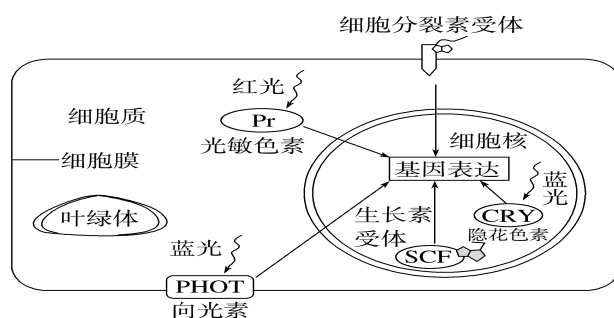 细胞分裂素受体
红光
细胞质
Pr
光敏色素
细胞核
细胞膜
基因表达
蓝光
叶绿体
生长素
受体
CRY
隐花色素
蓝光
SCF
PHOT
向光素